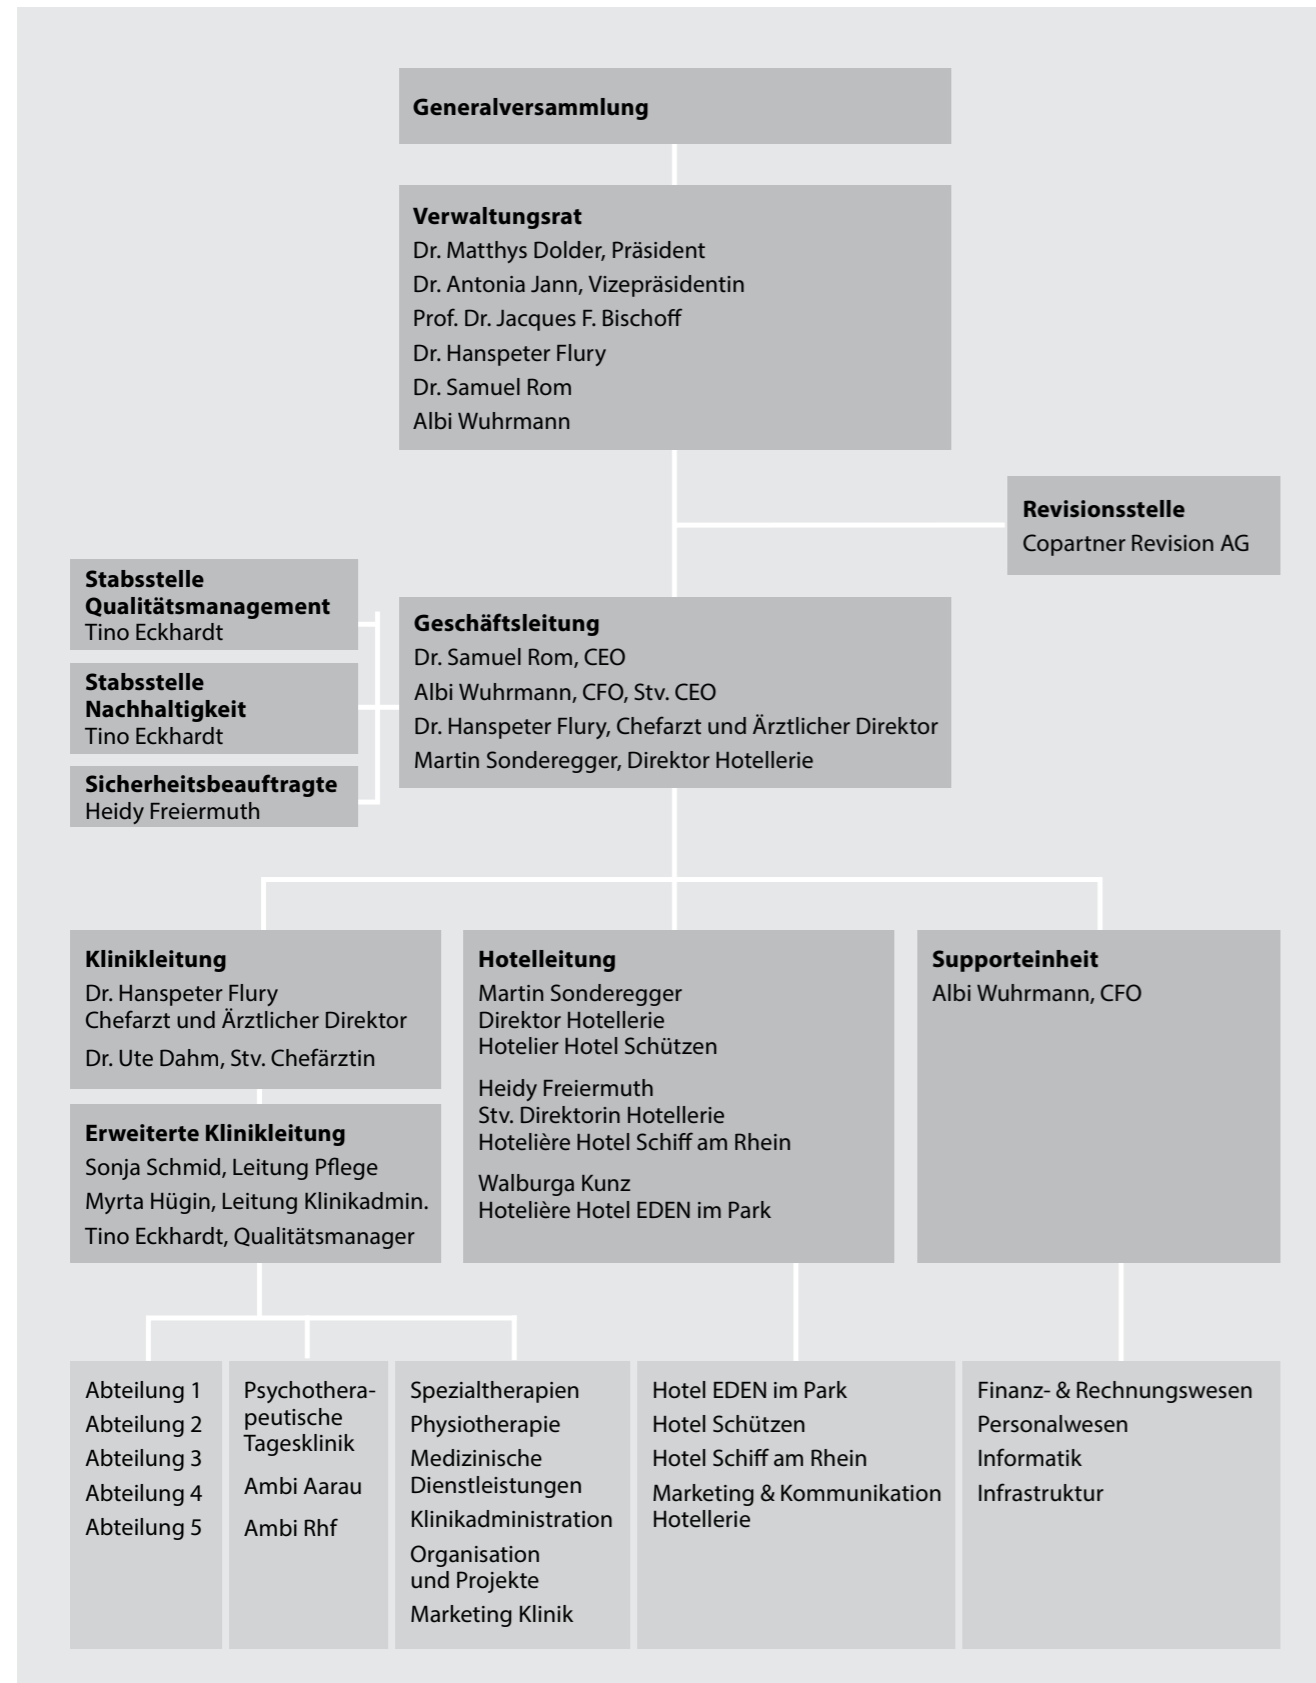 Generalversammlung
Verwaltungsrat
Dr. Matthys Dolder, Präsident
Dr. Antonia Jann, Vizepräsidentin
Prof. Dr. Jacques F. Bischoff
Dr. Hanspeter Flury
Dr. Samuel Rom
Albi Wuhrmann
Revisionsstelle
Copartner Revision AG
Stabsstelle
Qualitätsmanagement
Tino Eckhardt
Stabsstelle
Nachhaltigkeit
Tino Eckhardt
Sicherheitsbeauftragte
Heidy Freiermuth
Geschäftsleitung
Dr. Samuel Rom, CEO
Albi Wuhrmann, CFO, Stv. CEO
Dr. Hanspeter Flury, Chefarzt und Ärztlicher Direktor
Martin Sonderegger, Direktor Hotellerie
Klinikleitung
Dr. Hanspeter Flury
Chefarzt und Ärztlicher Direktor
Dr. Ute Dahm, Stv. Chefärztin
Erweiterte Klinikleitung
Sonja Schmid, Leitung Pflege
Myrta Hügin, Leitung Klinikadmin.
Tino Eckhardt, Qualitätsmanager
Hotelleitung
Martin Sonderegger
Direktor Hotellerie
Hotelier Hotel Schützen
Heidy Freiermuth
Stv. Direktorin Hotellerie
Hotelière Hotel Schiff am Rhein
Walburga Kunz
Hotelière Hotel EDEN im Park
Supporteinheit
Albi Wuhrmann, CFO
Abteilung 1
Abteilung 2
Abteilung 3
Abteilung 4
Abteilung 5
Psychothera-
peutische
Tagesklinik
Ambi Aarau
Ambi Rhf
Spezialtherapien
Physiotherapie
Medizinische
Dienstleistungen
Klinikadministration
Organisation
und Projekte
Marketing Klinik
Hotel EDEN im Park
Hotel Schützen
Hotel Schiff am Rhein
Marketing & Kommunikation
Hotellerie
Finanz- & Rechnungswesen
Personalwesen
Informatik
Infrastruktur